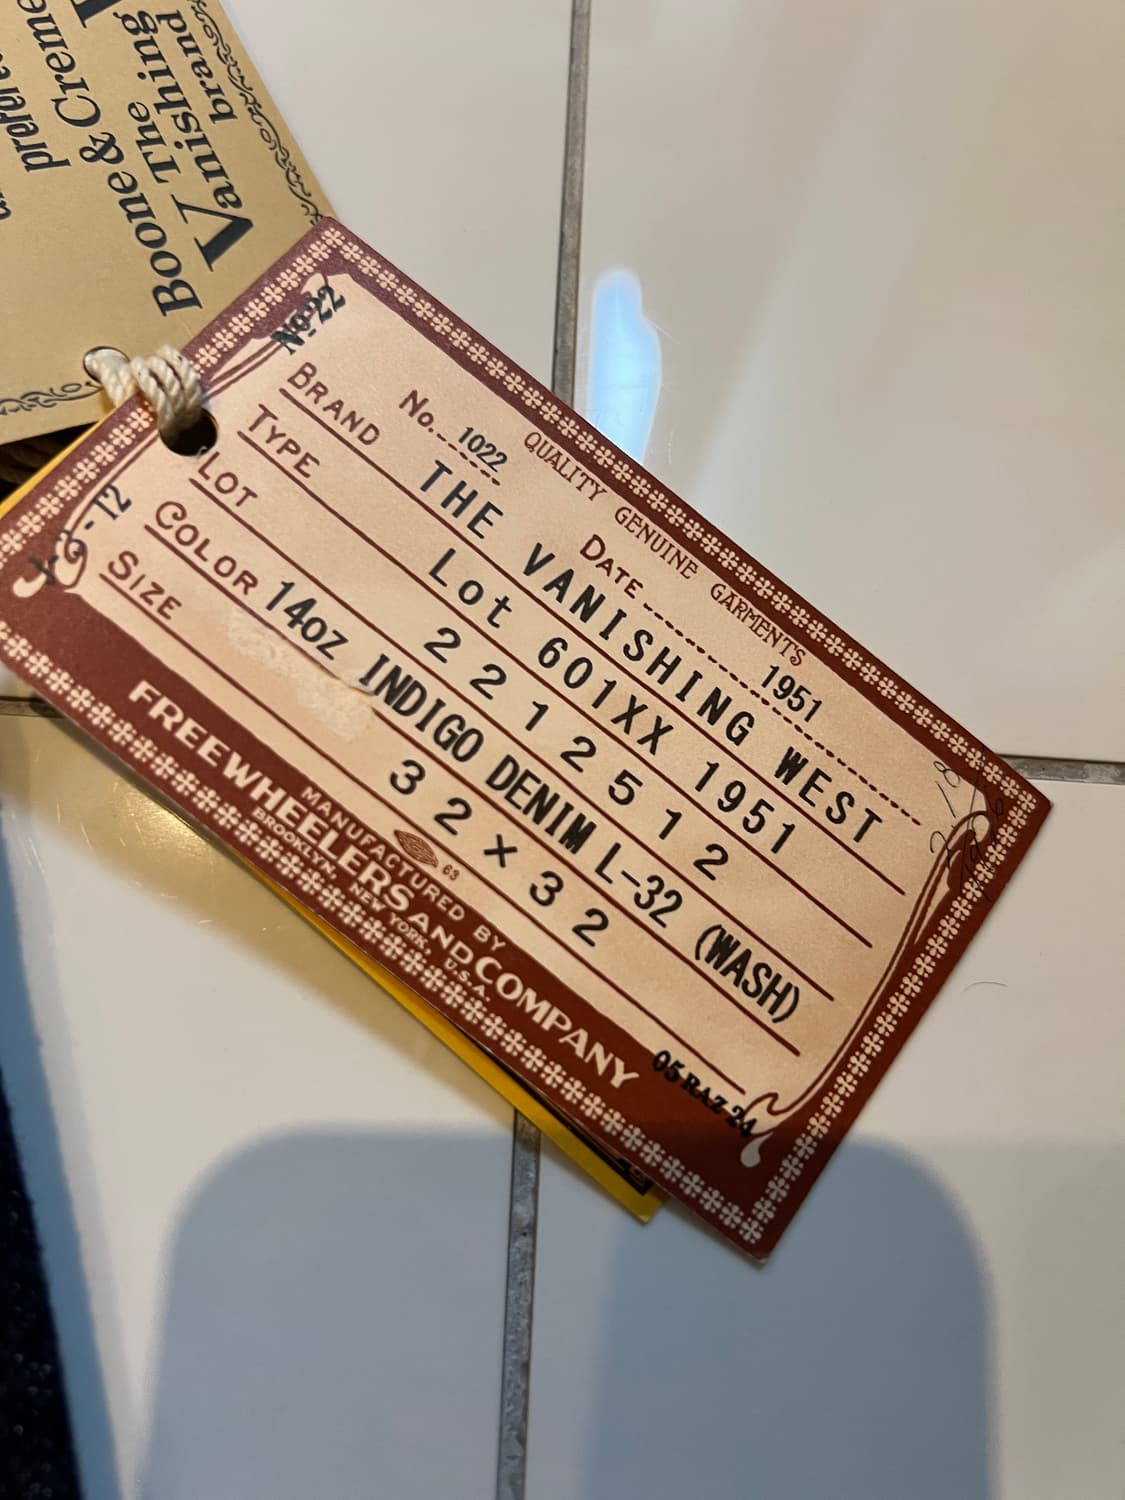 Boone & Creme
The
Vanishing
brand
No-22
No. 1022
QUALITY GENUINE GARMENTS
DATE 1951
BRAND THE VANISHING WEST
TYPE Lot 601XX 1951
LOT 2 2 1 2 5 1 2
COLOR 14oz INDIGO DENIM L-32 (WASH)
SIZE 3 2 × 3 2
MANUFACTURED BY
63
FREEWHEELERS AND COMPANY
BROOKLYN, NEW YORK, U.S.A.
05 RAZ-24